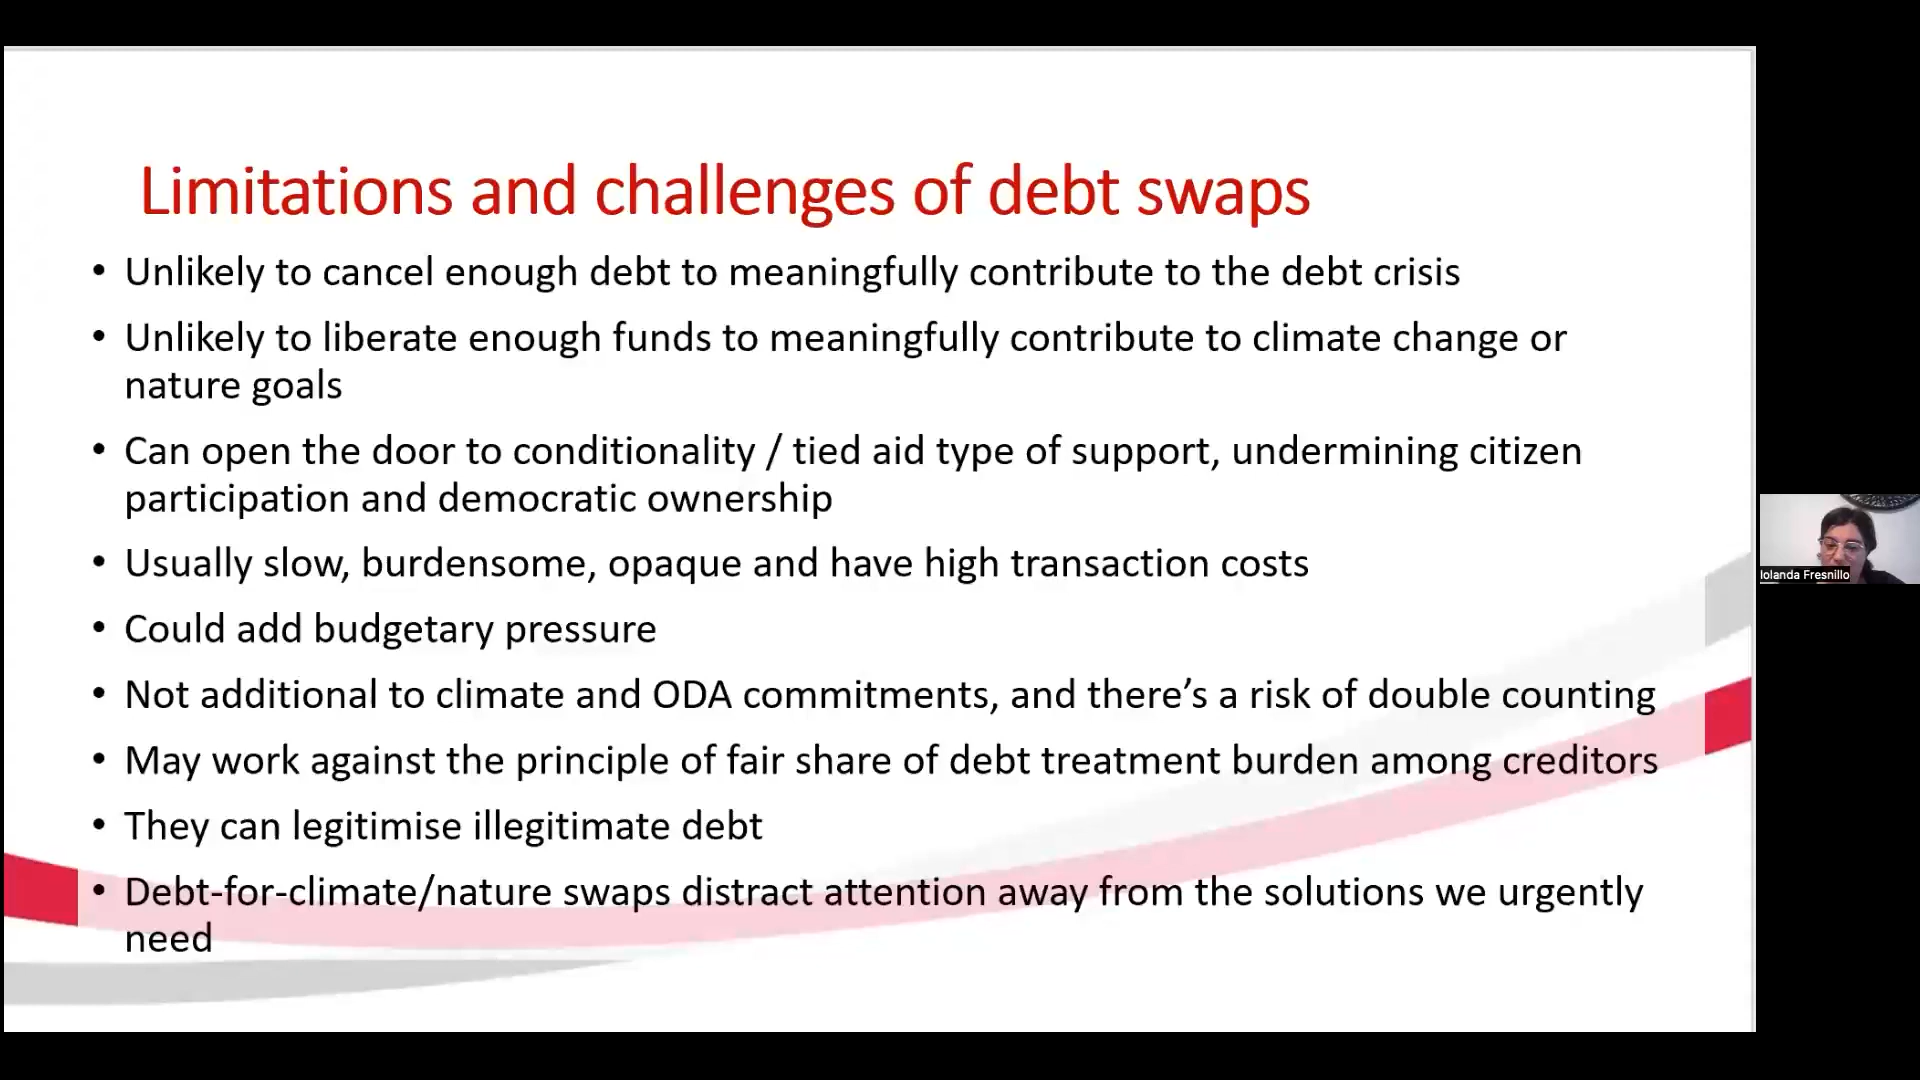 Limitations and challenges of debt swaps
• Unlikely to cancel enough debt to meaningfully contribute to the debt crisis
• Unlikely to liberate enough funds to meaningfully contribute to climate change or
nature goals
• Can open the door to conditionality / tied aid type of support, undermining citizen
participation and democratic ownership
• Usually slow, burdensome, opaque and have high transaction costs
• Could add budgetary pressure
• Not additional to climate and ODA commitments, and there’s a risk of double counting
• May work against the principle of fair share of debt treatment burden among creditors
• They can legitimise illegitimate debt
• Debt-for-climate/nature swaps distract attention away from the solutions we urgently
need
Iolanda Fresnillo